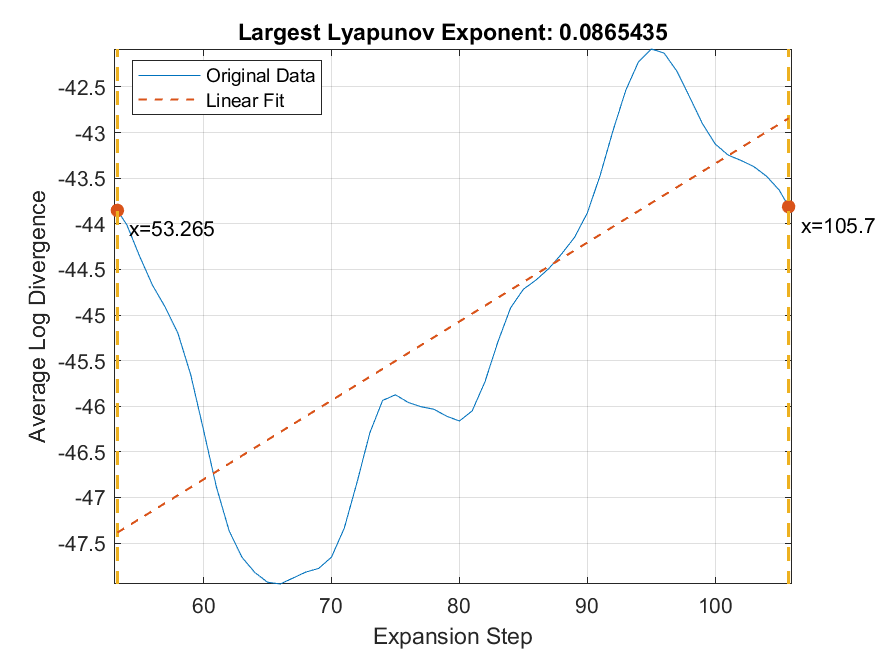 Largest Lyapunov Exponent: 0.0865435
Original Data
Linear Fit
-42.5
-43
-43.5
-44
-44.5
-45
-45.5
-46
-46.5
-47
-47.5
Average Log Divergence
x=53.265
x=105.7
60 70 80 90 100
Expansion Step